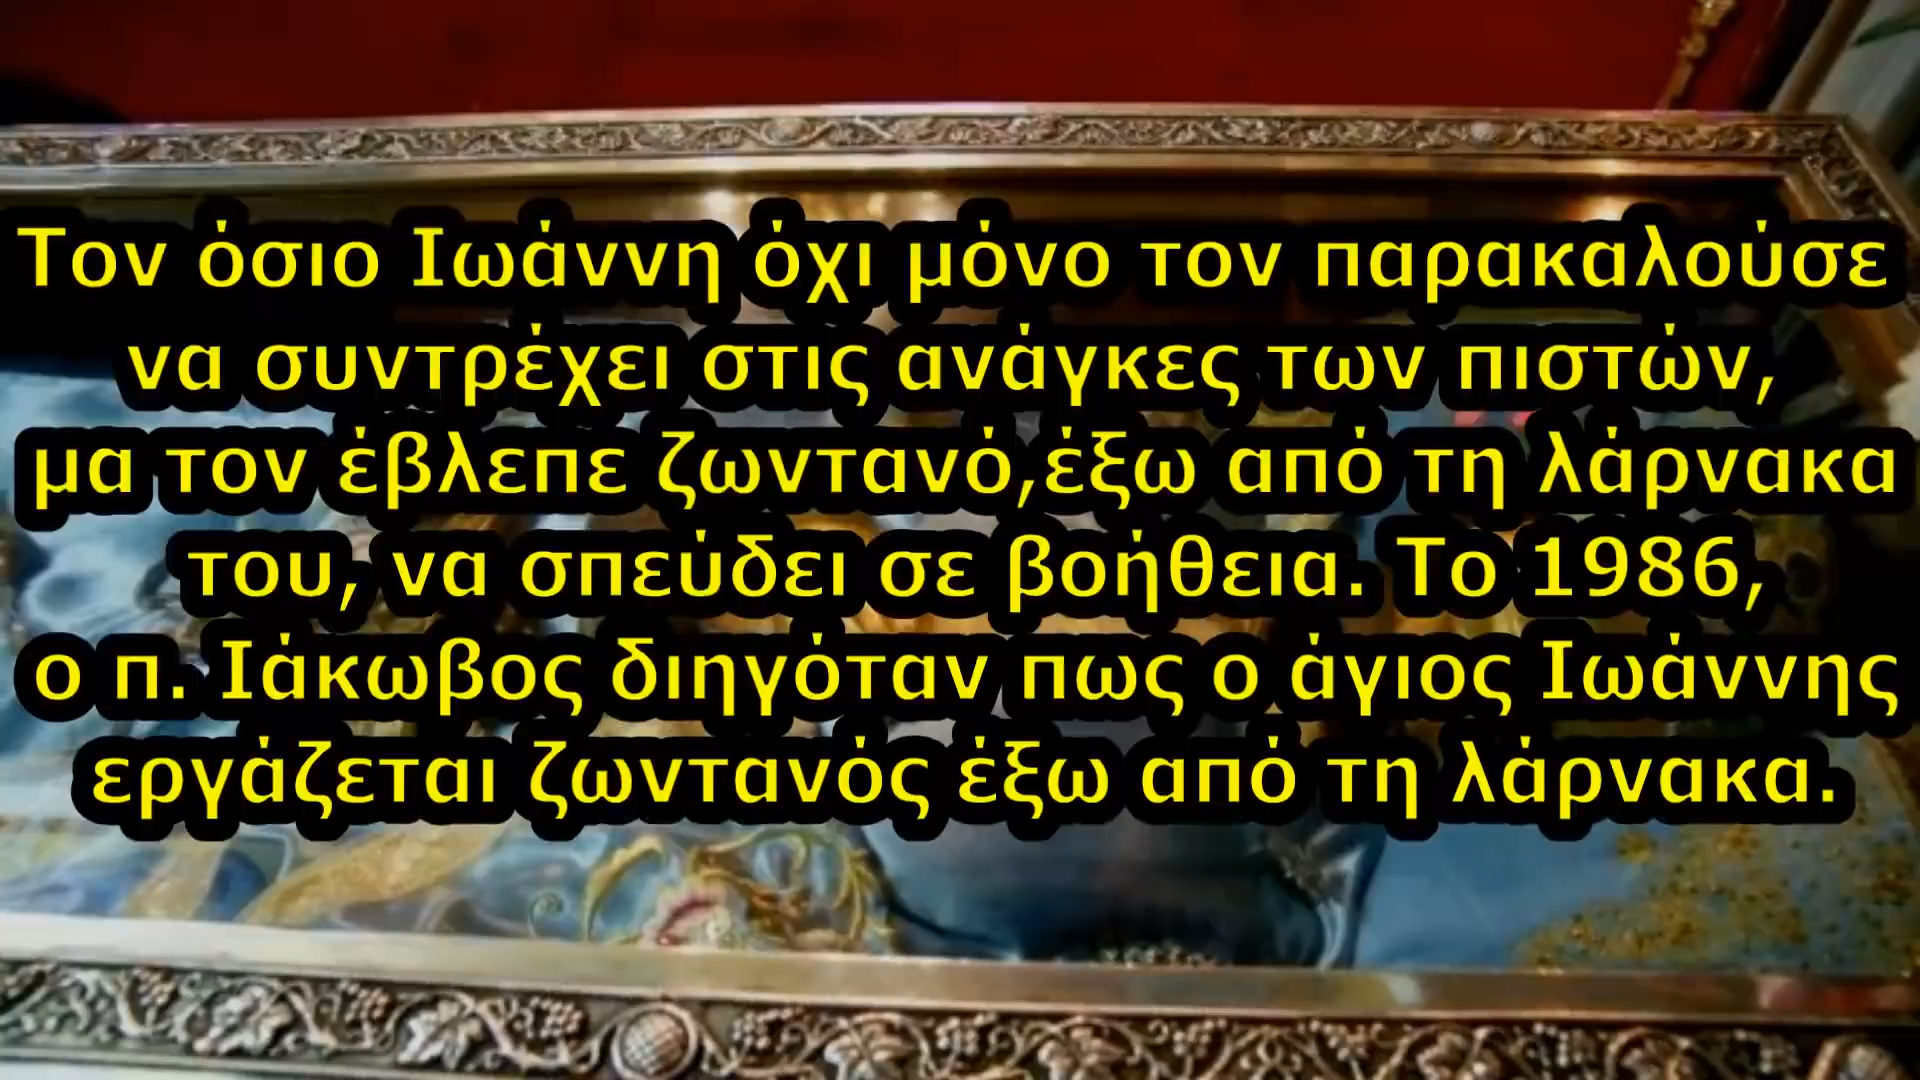 Τον όσιο Ιωάννη όχι μόνο τον παρακαλούσε
να συντρέχει στις ανάγκες των πιστών,
μα τον έβλεπε ζωντανό,έξω από τη λάρνακα
του, να σπεύδει σε βοήθεια. Το 1986,
ο π. Ιάκωβος διηγόταν πως ο άγιος Ιωάννης
εργάζεται ζωντανός έξω από τη λάρνακα.